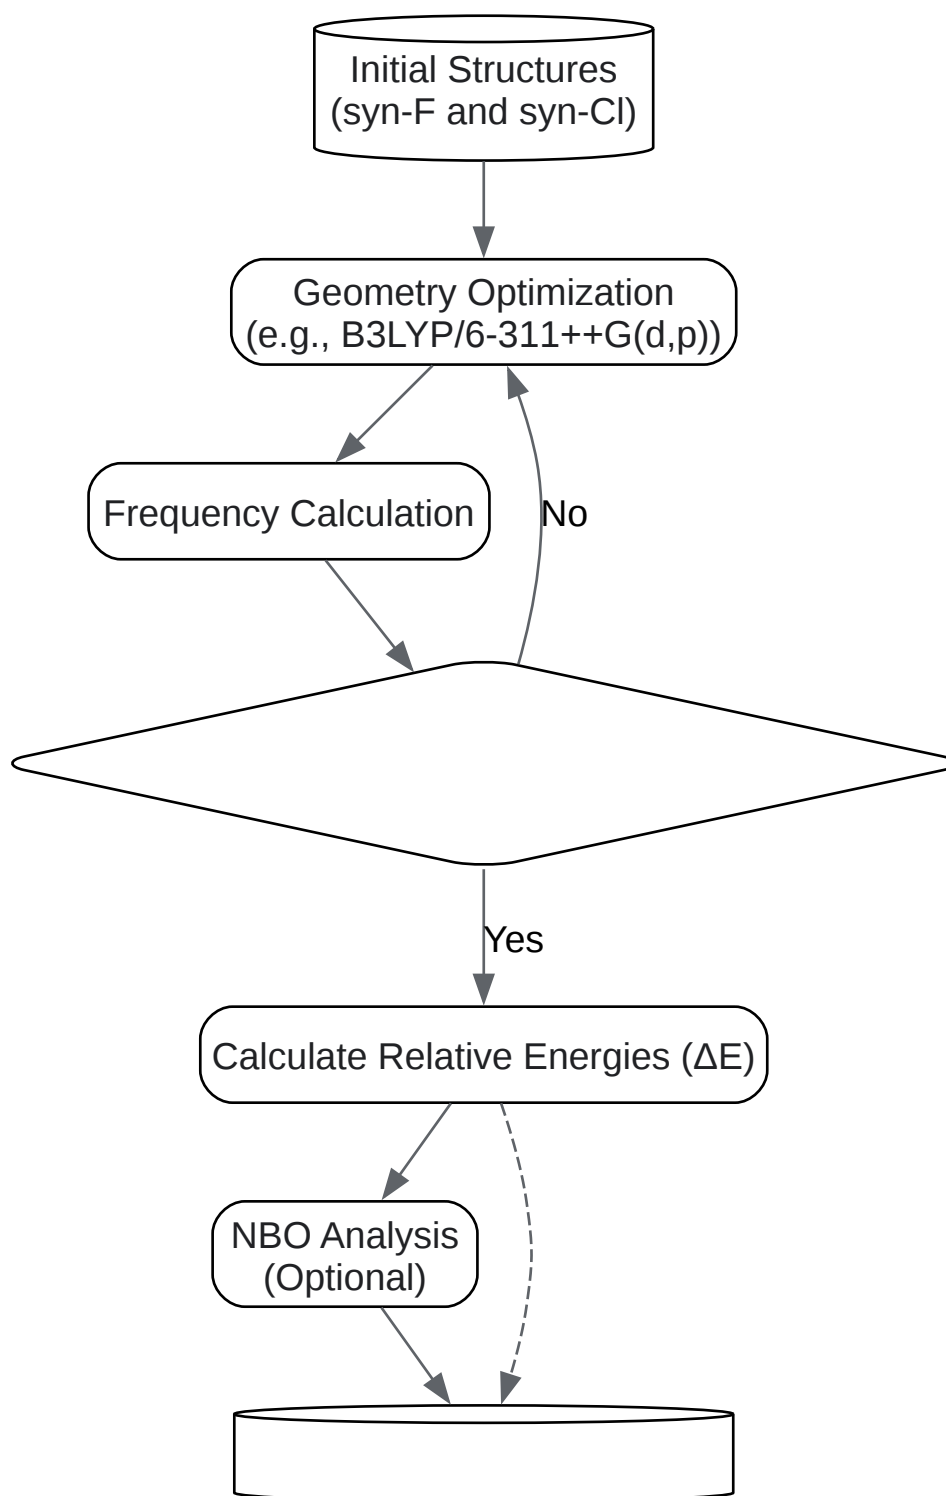 Initial Structures
(syn-F and syn-Cl)
Geometry Optimization
(e.g., B3LYP/6-311++G(d,p))
Frequency Calculation
No
Yes
Calculate Relative Energies (ΔE)
NBO Analysis
(Optional)